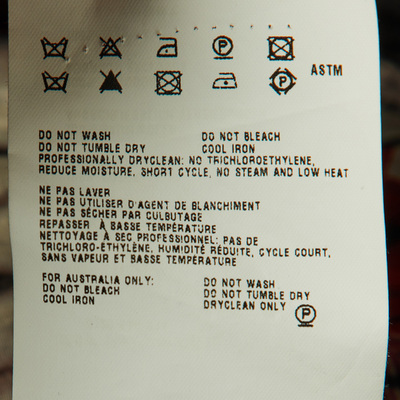 P
P
ASTM
DO NOT WASH DO NOT BLEACH
DO NOT TUMBLE DRY COOL IRON
PROFESSIONALLY DRYCLEAN: NO TRICHLOROETHYLENE,
REDUCE MOISTURE, SHORT CYCLE, NO STEAM AND LOW HEAT
NE PAS LAVER
NE PAS UTILISER D'AGENT DE BLANCHIMENT
NE PAS SÉCHER PAR CULBUTAGE
REPASSER À BASSE TEMPÉRATURE
NETTOYAGE À SEC PROFESSIONNEL: PAS DE
TRICHLORO-ÉTHYLÈNE, HUMIDITÉ RÉDUITE, CYCLE COURT,
SANS VAPEUR ET BASSE TEMPÉRATURE
FOR AUSTRALIA ONLY: DO NOT WASH
DO NOT BLEACH DO NOT TUMBLE DRY
COOL IRON DRYCLEAN ONLY P